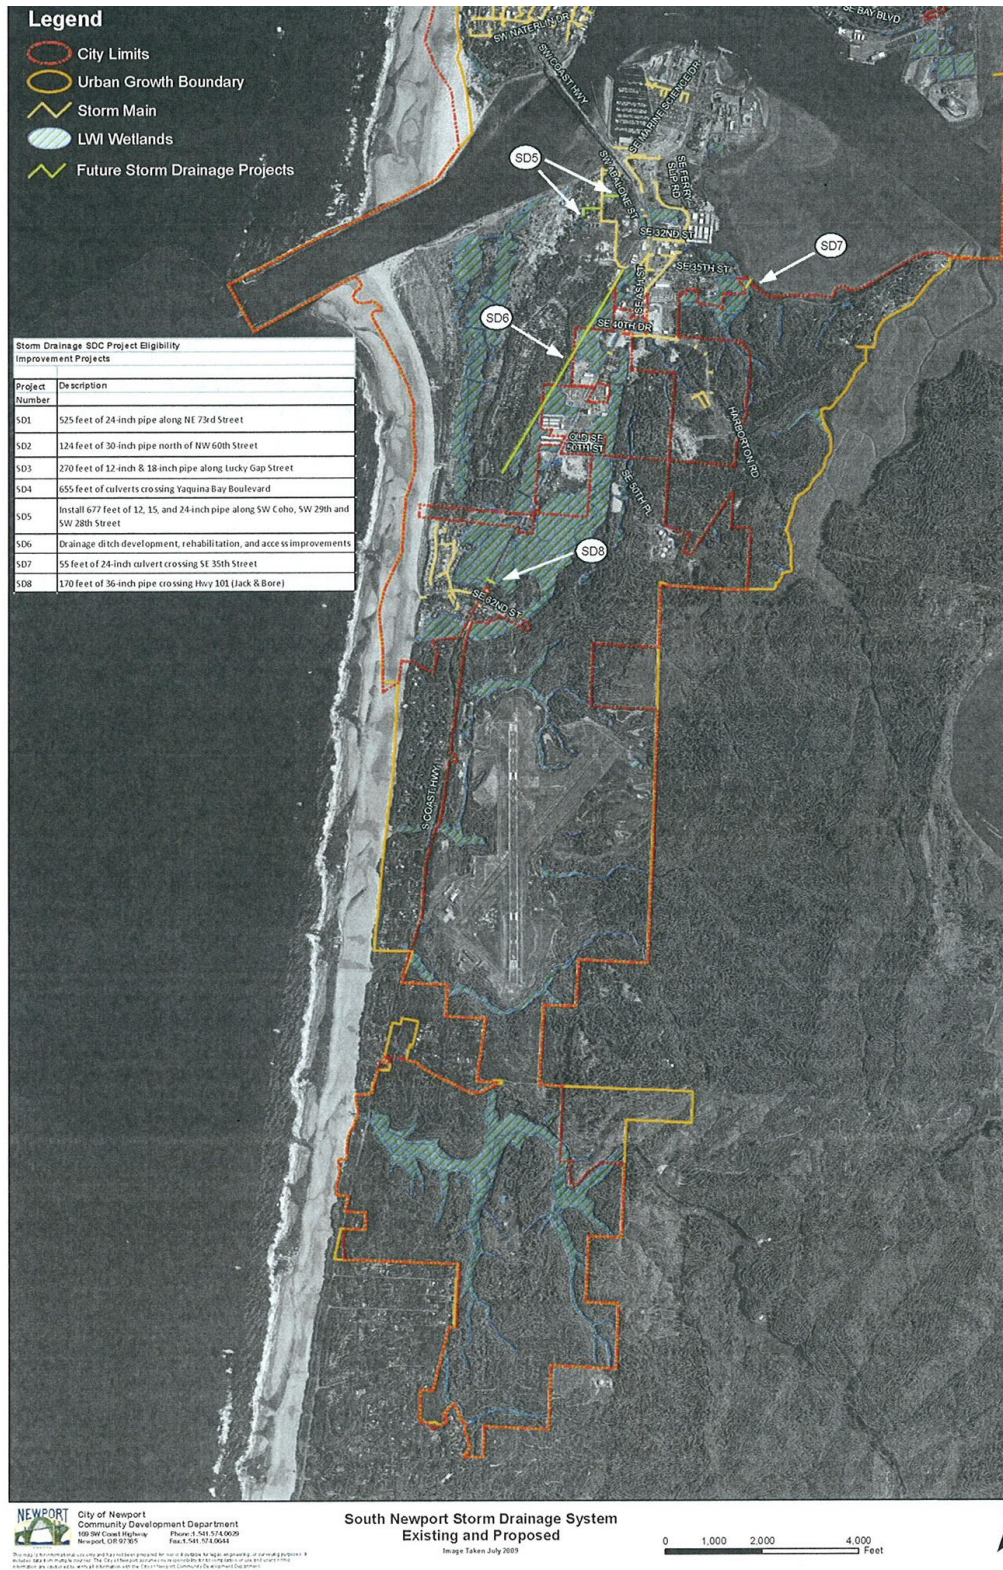 Legend
City Limits
Urban Growth Boundary
Storm Main
LWI Wetlands
Future Storm Drainage Projects
SW NATERLIN DR
SW COAST HWY
SE BAY BLVD
SE MARINE SCIENCE DR
SD5
SW ABALONE ST
SE FERRY
SLIP RD
SE 32ND ST
SD7
SE 35TH ST
SE ASH ST
SD6
SE 40TH DR
HARBORTON RD
OLD SE
50TH ST
SE 50TH PL
SD8
SE 62ND ST
S COAST HWY
Storm Drainage SDC Project Eligibility
Improvement Projects
Project
Number
Description
SD1 525 feet of 24-inch pipe along NE 73rd Street
SD2 124 feet of 30-inch pipe north of NW 60th Street
SD3 270 feet of 12-inch & 18-inch pipe along Lucky Gap Street
SD4 655 feet of culverts crossing Yaquina Bay Boulevard
SD5 Install 677 feet of 12, 15, and 24-inch pipe along SW Coho, SW 29th and
SW 28th Street
SD6 Drainage ditch development, rehabilitation, and access improvements
SD7 55 feet of 24-inch culvert crossing SE 35th Street
SD8 170 feet of 36-inch pipe crossing Hwy 101 (Jack & Bore)
NEWPORT
City of Newport
Community Development Department
169 SW Coast Highway Phone:1.541.574.0629
Newport, OR 97365 Fax:1.541.574.0644
South Newport Storm Drainage System
Existing and Proposed
Image Taken July 2009
0 1,000 2,000 4,000
Feet